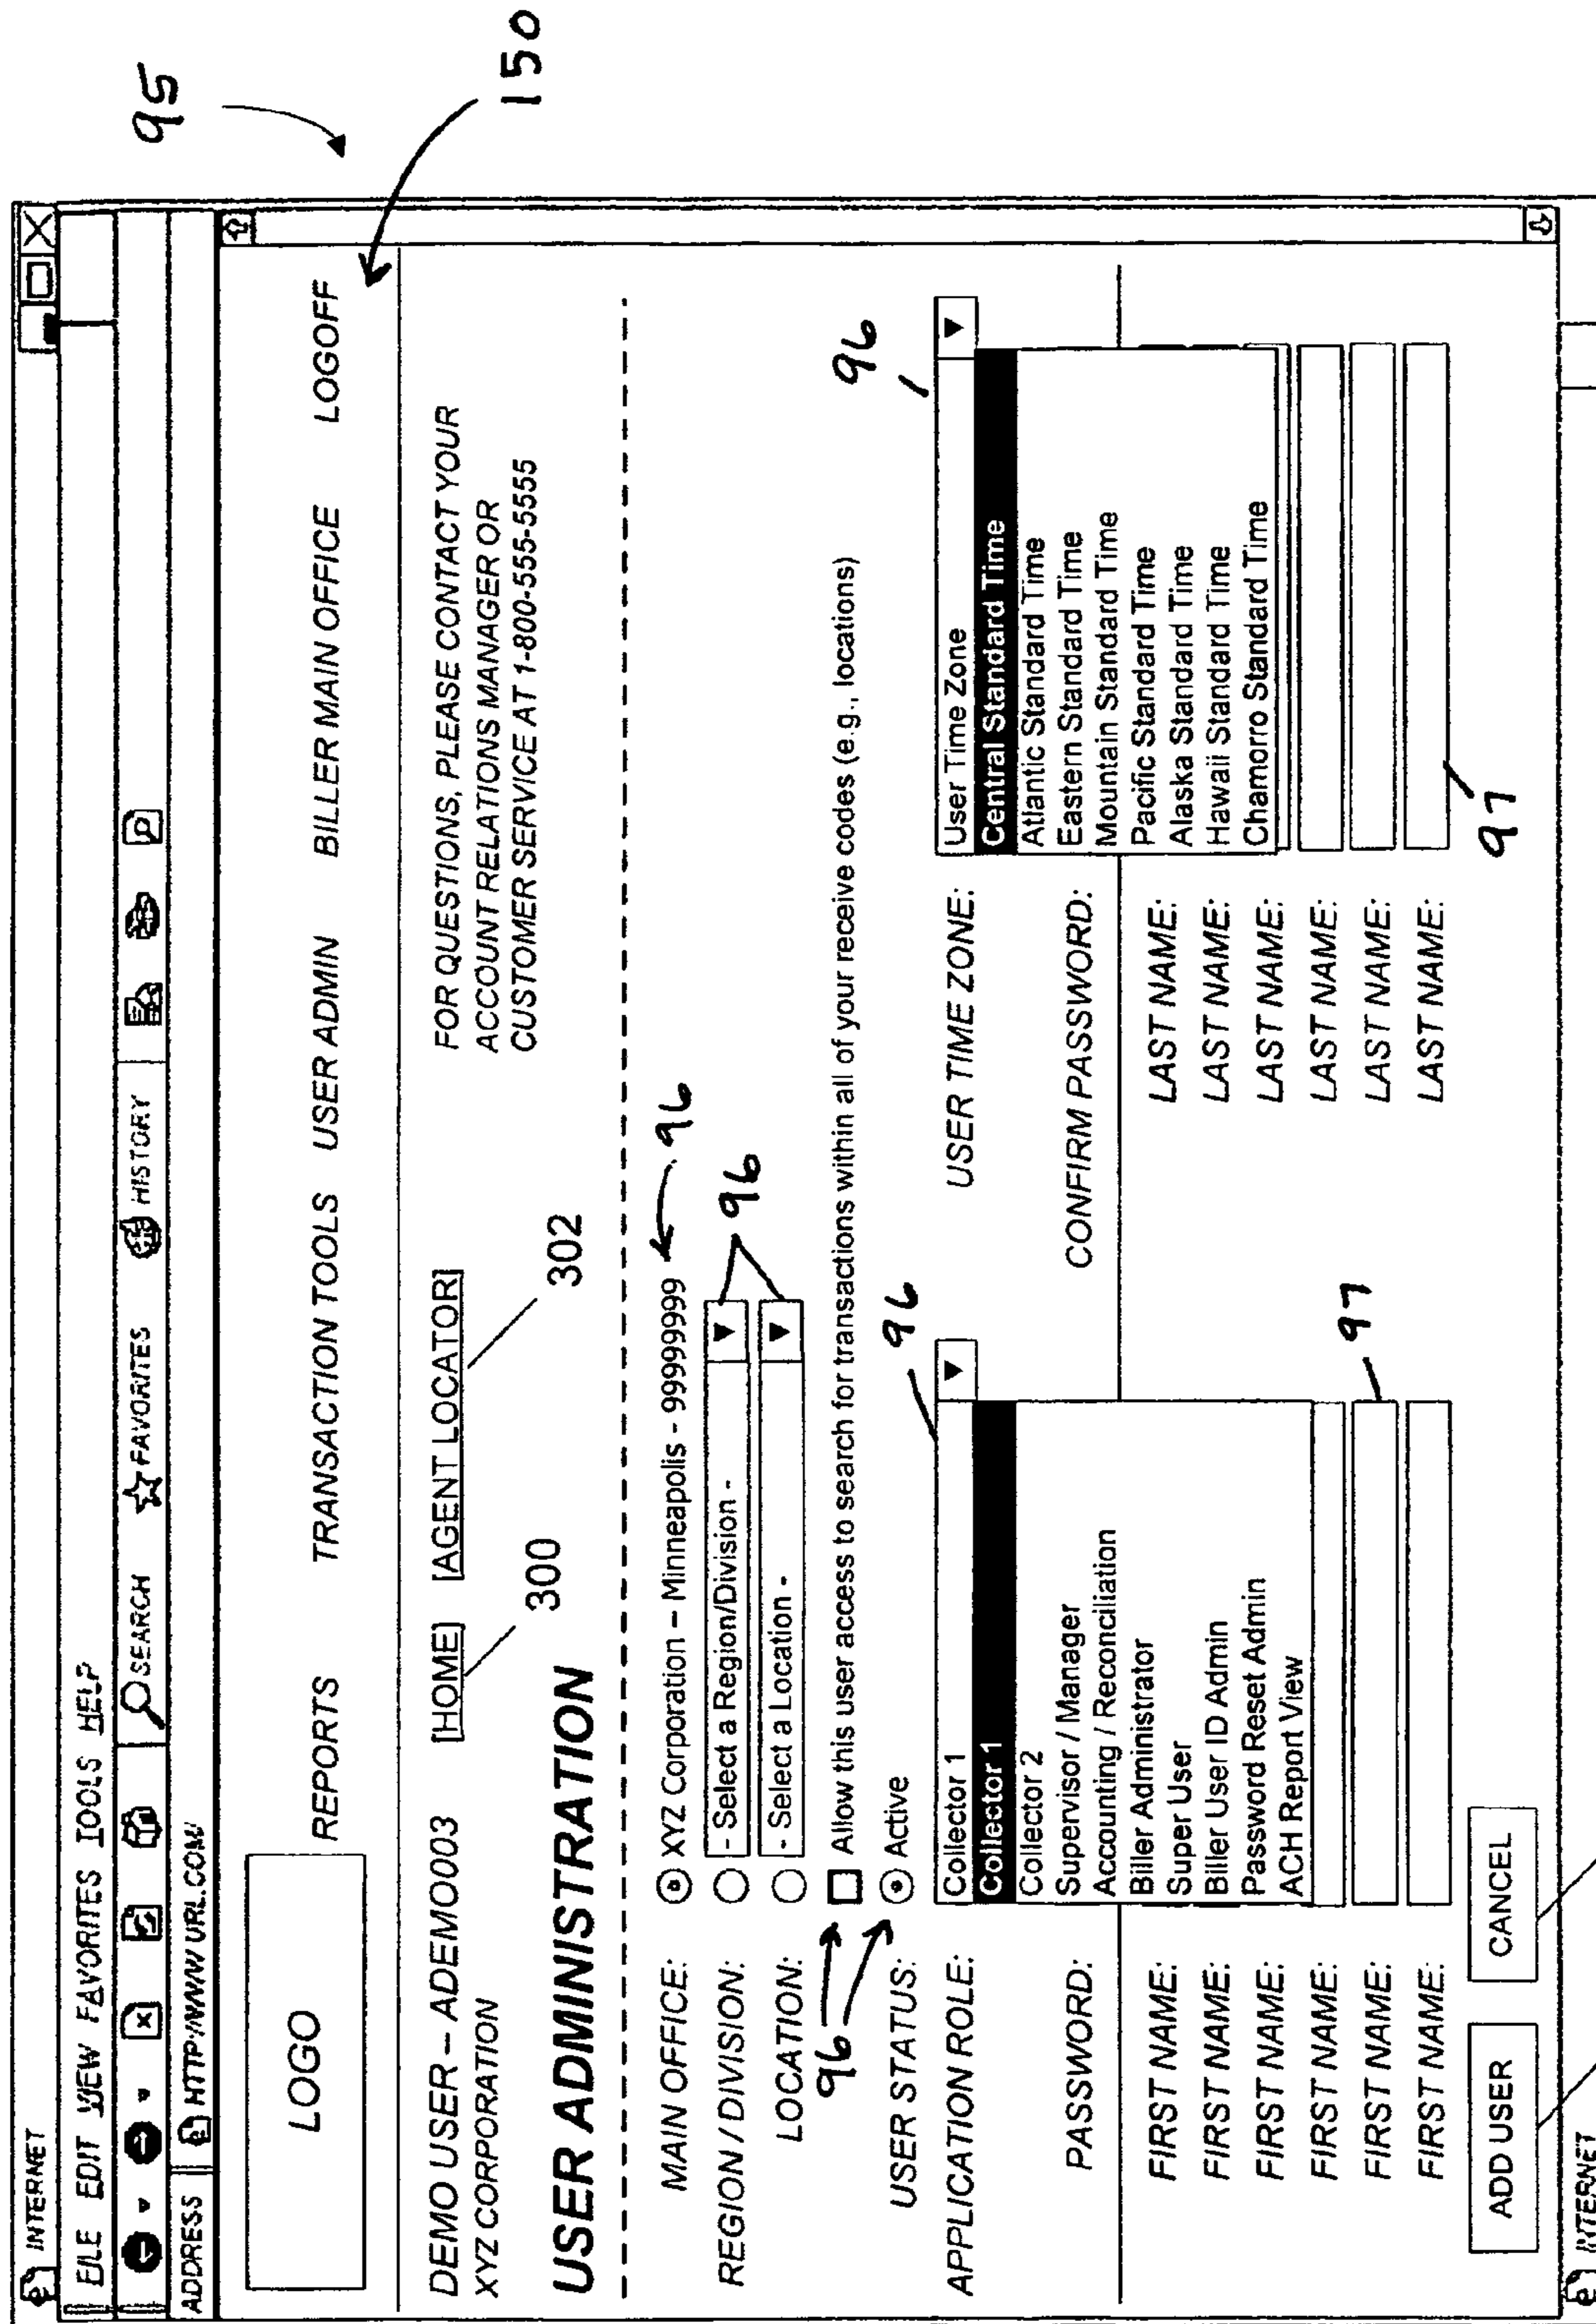 INTERNET
FILE EDIT VIEW FAVORITES TOOLS HELP
SEARCH FAVORITES HISTORY
ADDRESS HTTP:/WWW URL.COM/
95
LOGO
REPORTS TRANSACTION TOOLS USER ADMIN BILLER MAIN OFFICE LOGOFF
150
DEMO USER – ADEMO003 [HOME] [AGENT LOCATOR] FOR QUESTIONS, PLEASE CONTACT YOUR
XYZ CORPORATION ACCOUNT RELATIONS MANAGER OR
CUSTOMER SERVICE AT 1-800-555-5555
300 302
USER ADMINISTRATION
MAIN OFFICE: XYZ Corporation – Minneapolis - 99999999 96
REGION / DIVISION: - Select a Region/Division - 96
LOCATION: - Select a Location -
96 Allow this user access to search for transactions within all of your receive codes (e.g., locations)
USER STATUS: Active 96 96
APPLICATION ROLE: Collector 1 USER TIME ZONE: User Time Zone
Collector 1 Central Standard Time
Collector 2 Atlantic Standard Time
Supervisor / Manager Eastern Standard Time
Accounting / Reconciliation Mountain Standard Time
PASSWORD: CONFIRM PASSWORD:
Biller Administrator Pacific Standard Time
Super User Alaska Standard Time
Biller User ID Admin Hawaii Standard Time
Password Reset Admin Chamorro Standard Time
ACH Report View
FIRST NAME: LAST NAME:
FIRST NAME: LAST NAME:
FIRST NAME: LAST NAME:
FIRST NAME: LAST NAME:
FIRST NAME: 97 LAST NAME:
FIRST NAME: LAST NAME:
97
ADD USER CANCEL
INTERNET